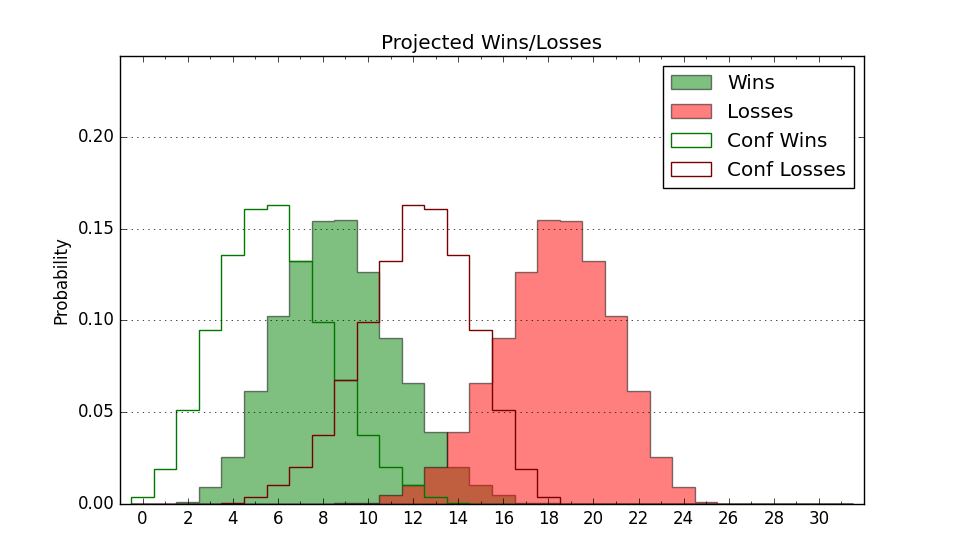 Projected Wins/Losses
Wins
Losses
Conf Wins
Conf Losses
Probability
0.20
0.15
0.10
0.05
0.00
0 2 4 6 8 10 12 14 16 18 20 22 24 26 28 30